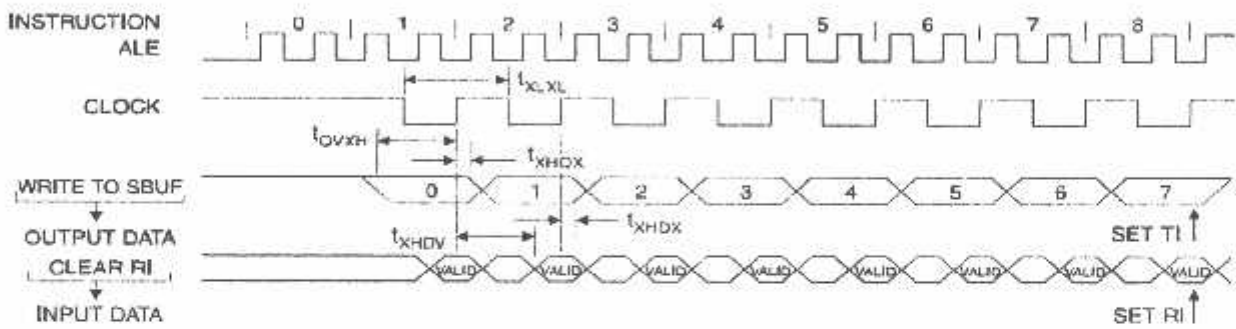 INSTRUCTION 0 1 2 3 4 5 6 7 8
ALE
tXLXL
CLOCK
tQVXH
tXHQX
WRITE TO SBUF 0 1 2 3 4 5 6 7
tXHDX
OUTPUT DATA
tXHDV
SET TI
CLEAR RI VALID VALID VALID VALID VALID VALID VALID VALID
INPUT DATA
SET RI